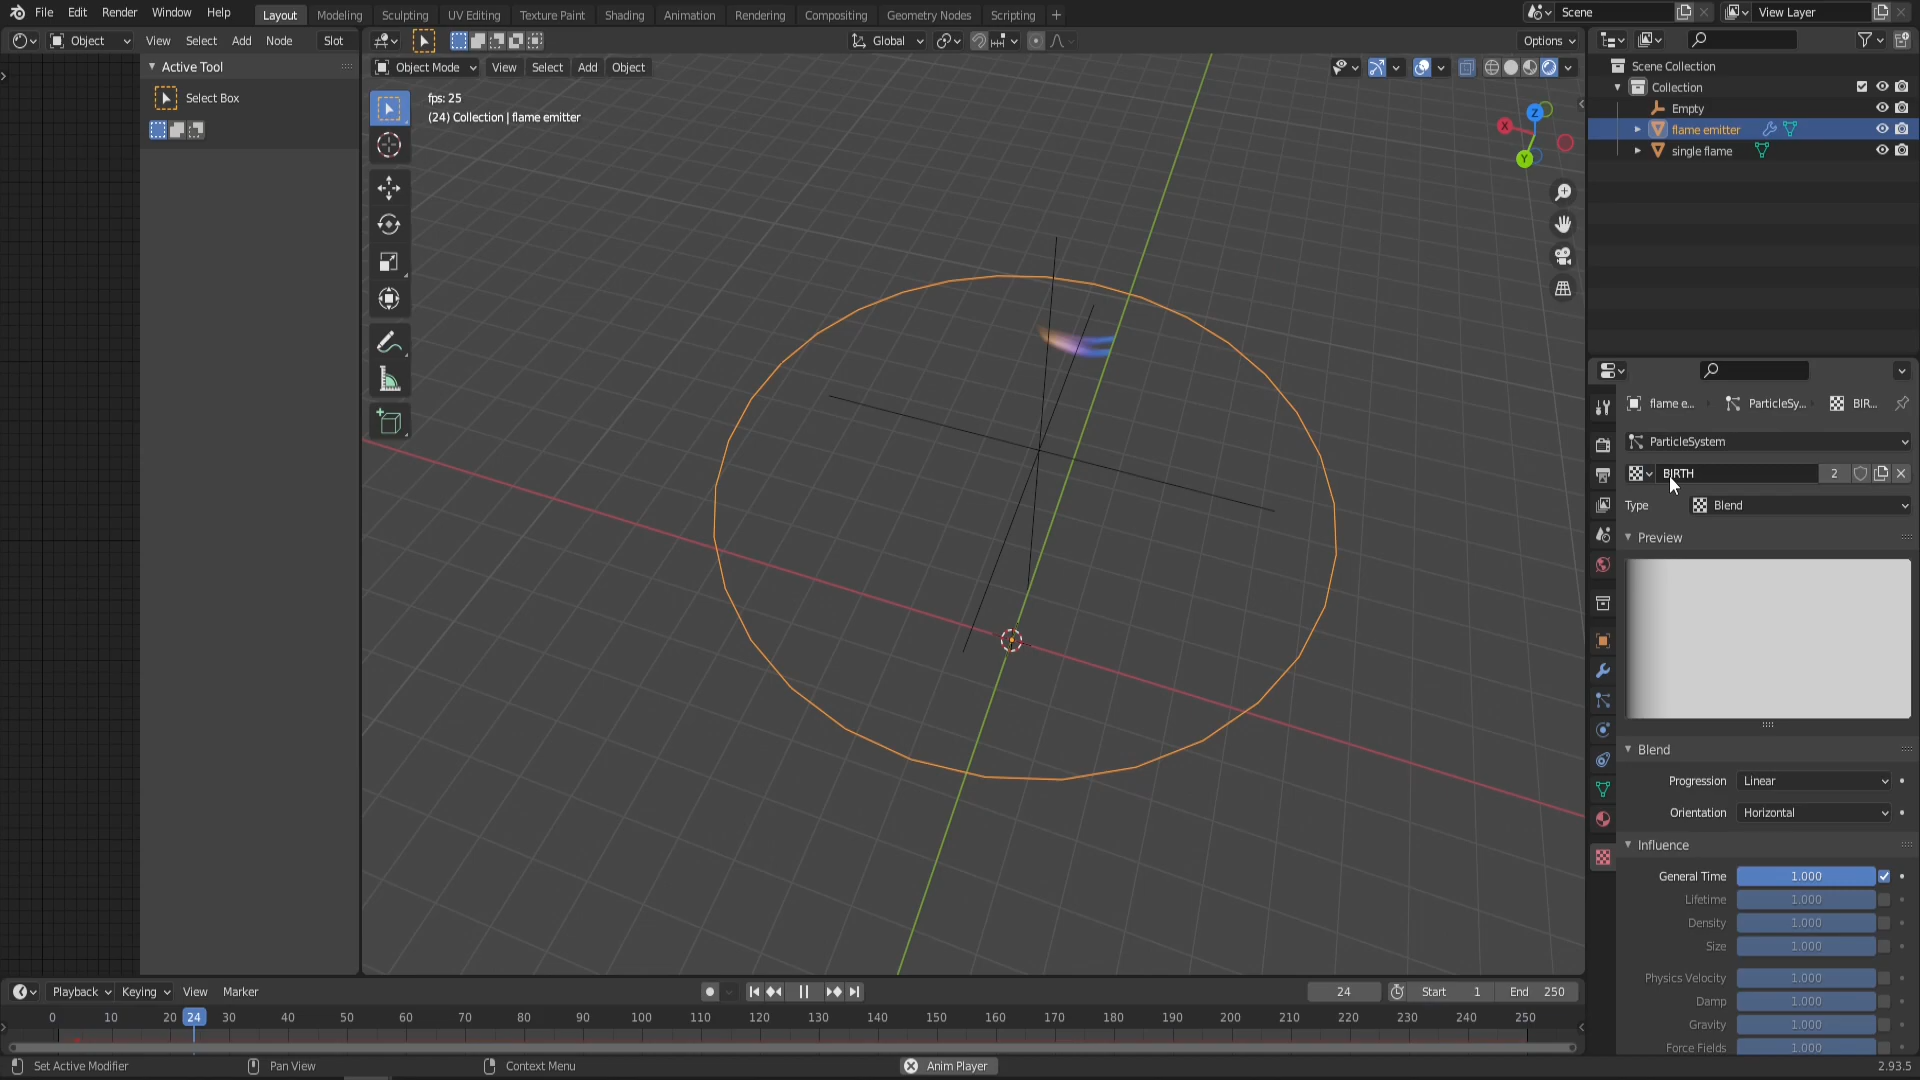 File Edit Render Window Help Layout Modeling Sculpting UV Editing Texture Paint Shading Animation Rendering Compositing Geometry Nodes Scripting + Scene View Layer
Object View Select Add Node Slot Global Options
Active Tool
Select Box
Object Mode View Select Add Object
fps: 25
(24) Collection | flame emitter
X Z Y
Scene Collection
Collection
Empty
flame emitter
single flame
flame e... ParticleSy... BIR...
ParticleSystem
BIRTH 2
Type Blend
Preview
Blend
Progression Linear
Orientation Horizontal
Influence
General Time 1.000
Lifetime 1.000
Density 1.000
Size 1.000
Physics Velocity 1.000
Damp 1.000
Gravity 1.000
Force Fields 1.000
Playback Keying View Marker 24 Start 1 End 250
0 10 20 24 30 40 50 60 70 80 90 100 110 120 130 140 150 160 170 180 190 200 210 220 230 240 250
Set Active Modifier Pan View Context Menu Anim Player 2.93.5